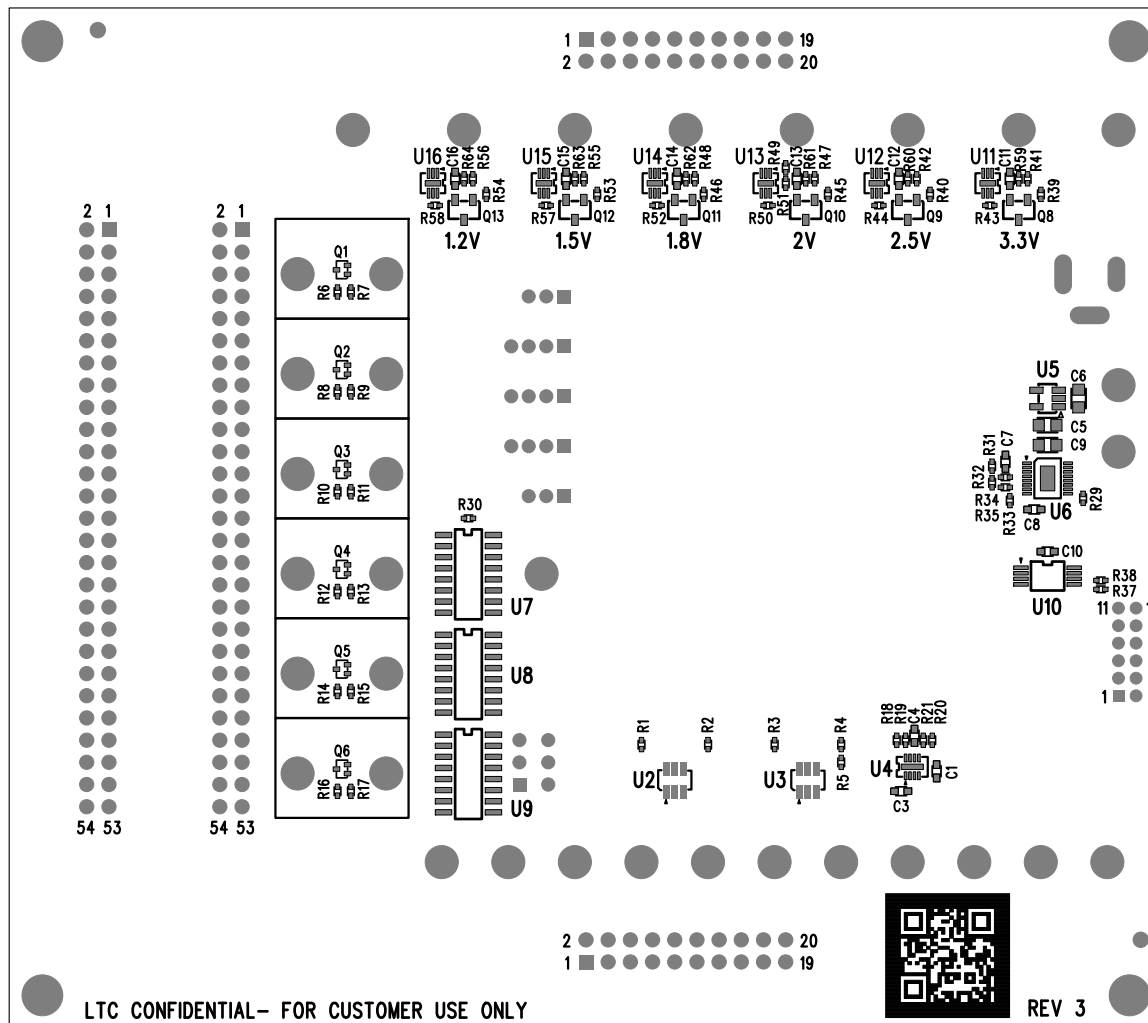 1 19
2 20
U16 C16 R64 R56 R54 R58 Q13 1.2V
U15 C15 R63 R55 R53 R57 Q12 1.5V
U14 C14 R62 R48 R46 R52 Q11 1.8V
U13 R49 R51 C13 R61 R47 R45 R50 Q10 2V
U12 C12 R60 R42 R40 R44 Q9 2.5V
U11 C11 R59 R41 R39 R43 Q8 3.3V
2 1
2 1
Q1
R6 R7
Q2
R8 R9
Q3
R10 R11
Q4
R12 R13
Q5
R14 R15
Q6
R16 R17
54 53
54 53
U5 C6
C5
C9
R31 C7
R32
R34
R35 R33 C8 U6 R29
C10
U10
R38
R37
11
1
R30
U7
U8
U9
R1 R2 R3 R4
R5
U2 U3
R18 R19 C4 R21 R20
U4 C1
C3
2 20
1 19
LTC CONFIDENTIAL- FOR CUSTOMER USE ONLY
REV 3